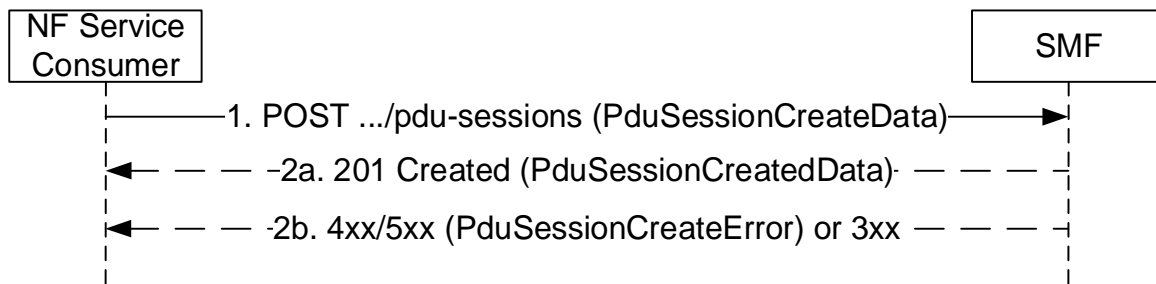 NF Service
Consumer
SMF
1. POST .../pdu-sessions (PduSessionCreateData)
2a. 201 Created (PduSessionCreatedData)
2b. 4xx/5xx (PduSessionCreateError) or 3xx